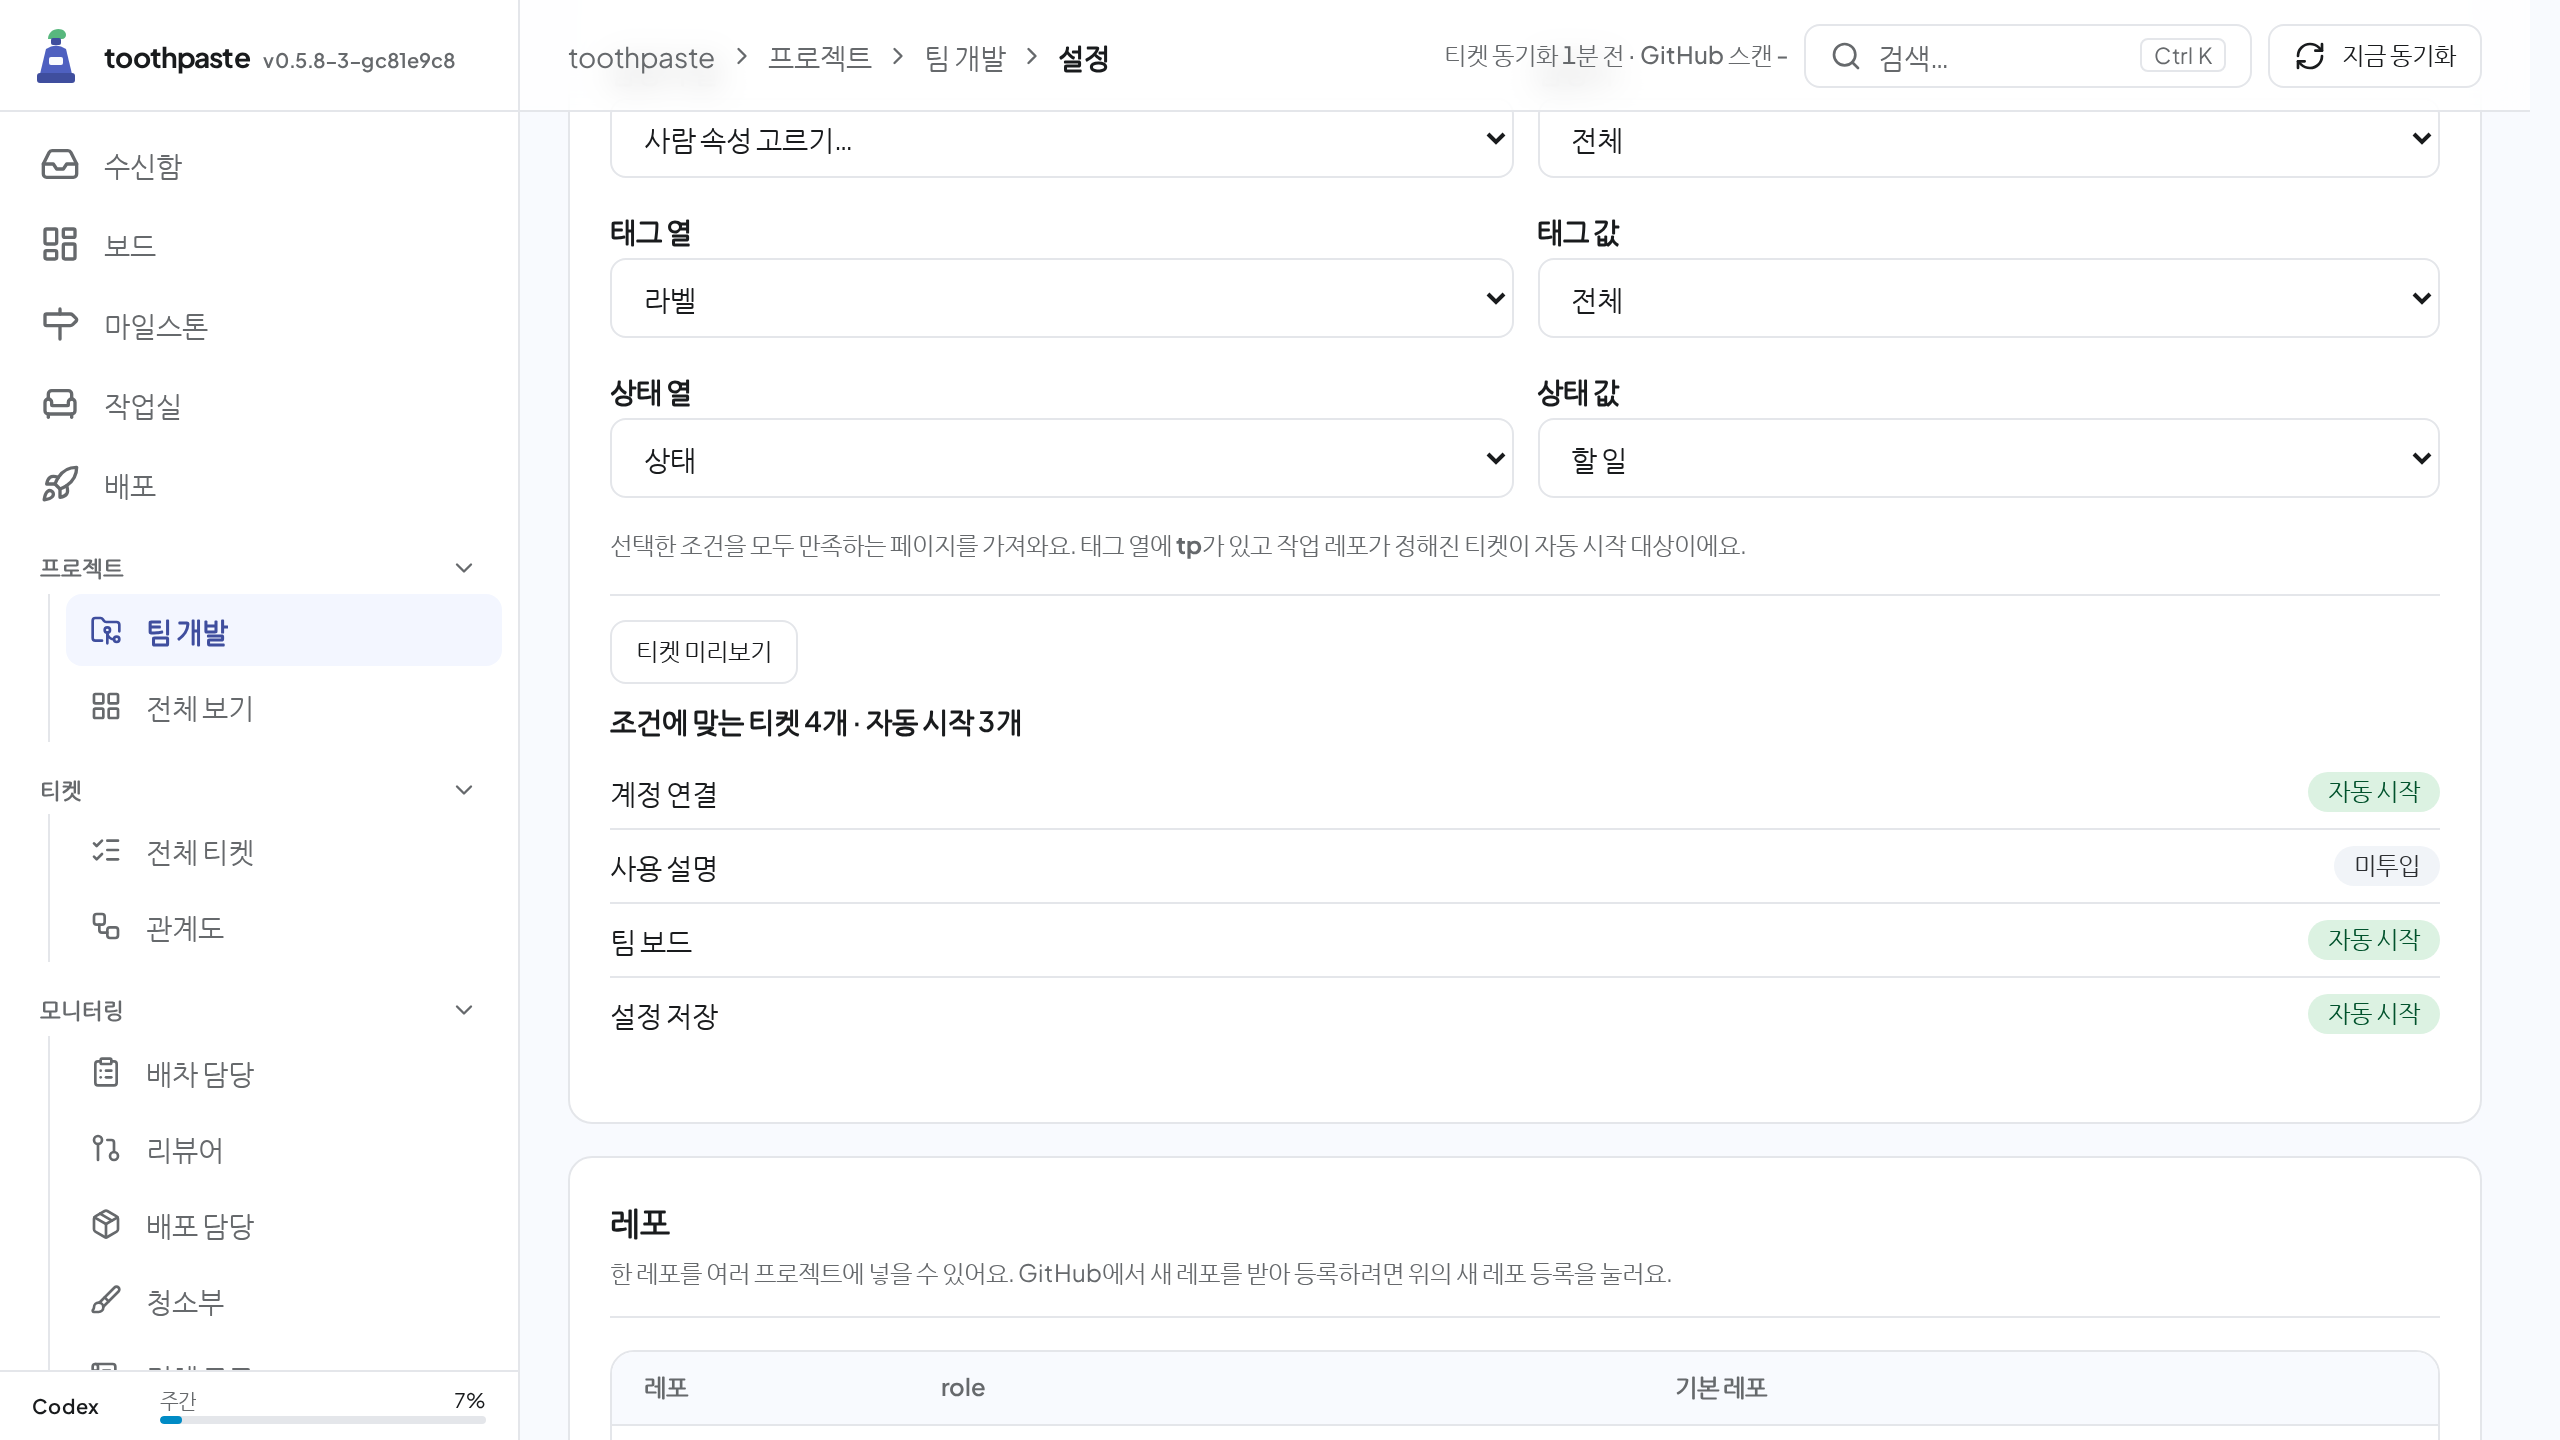 toothpaste v0.5.8-3-gc81e9c8
toothpaste > 프로젝트 > 팀 개발 > 설정
티켓 동기화 1분 전 · GitHub 스캔 -
검색...
Ctrl K
지금 동기화
수신함
보드
마일스톤
작업실
배포
프로젝트
팀 개발
전체 보기
티켓
전체 티켓
관계도
모니터링
배차 담당
리뷰어
배포 담당
청소부
Codex
주간
7%
사람 속성 고르기...
전체
태그 열
태그 값
라벨
전체
상태 열
상태 값
상태
할 일
선택한 조건을 모두 만족하는 페이지를 가져와요. 태그 열에 tp가 있고 작업 레포가 정해진 티켓이 자동 시작 대상이에요.
티켓 미리보기
조건에 맞는 티켓 4개 · 자동 시작 3개
계정 연결
자동 시작
사용 설명
미투입
팀 보드
자동 시작
설정 저장
자동 시작
레포
한 레포를 여러 프로젝트에 넣을 수 있어요. GitHub에서 새 레포를 받아 등록하려면 위의 새 레포 등록을 눌러요.
레포
role
기본 레포